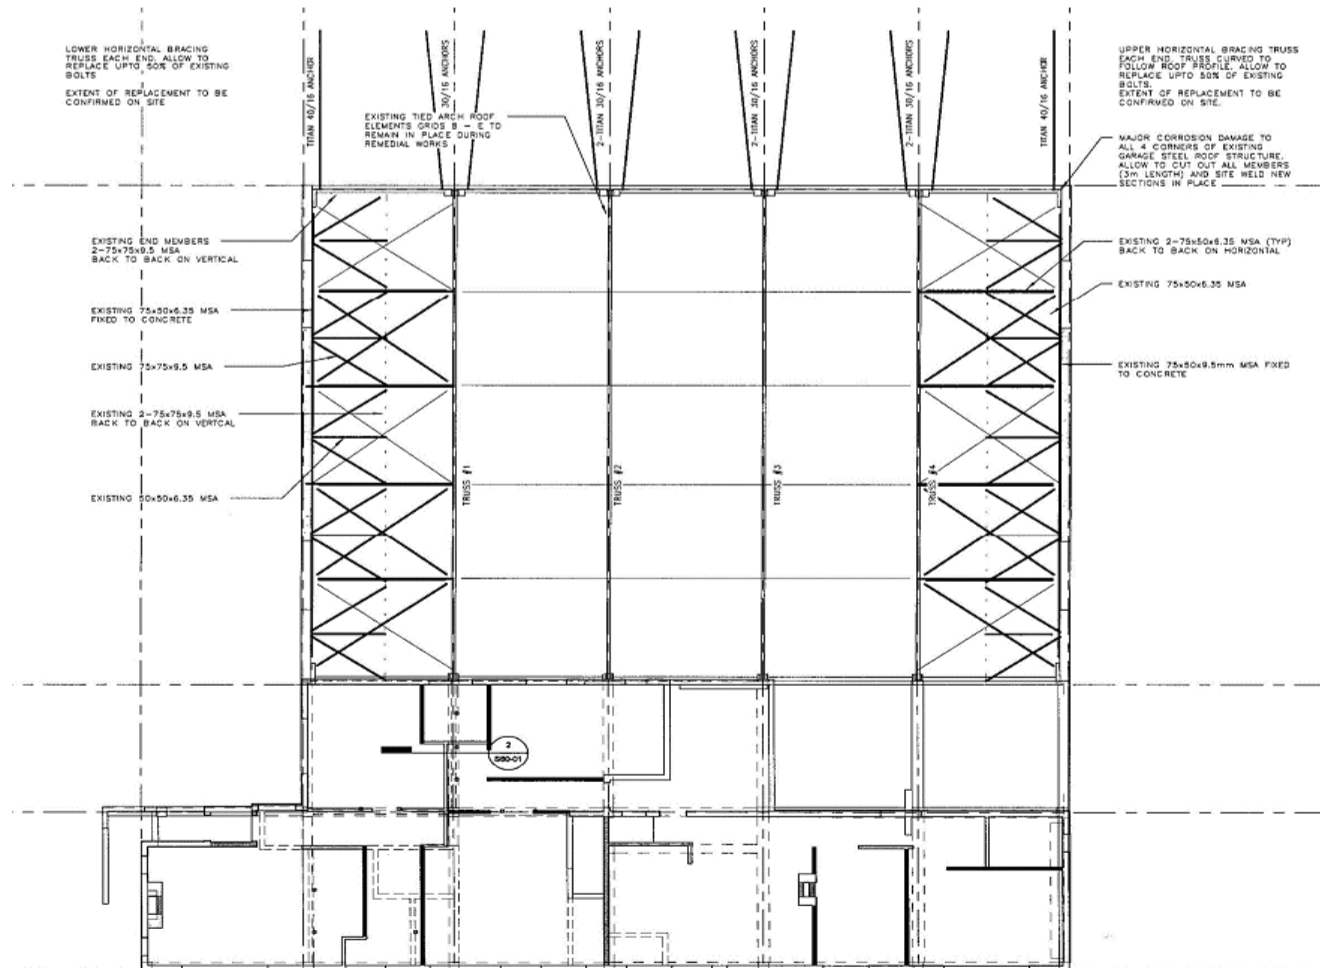 LOWER HORIZONTAL BRACING
TRUSS EACH END. ALLOW TO
REPLACE UPTO 50% OF EXISTING
BOLTS
EXTENT OF REPLACEMENT TO BE
CONFIRMED ON SITE
TITAN 40/16 ANCHOR
30/16 ANCHORS
2-TITAN 30/16 ANCHORS
2-TITAN 30/16 ANCHORS
2-TITAN 30/16 ANCHORS
TITAN 40/16 ANCHOR
UPPER HORIZONTAL BRACING TRUSS
EACH END. TRUSS CURVED TO
FOLLOW ROOF PROFILE. ALLOW TO
REPLACE UPTO 50% OF EXISTING
BOLTS.
EXTENT OF REPLACEMENT TO BE
CONFIRMED ON SITE.
EXISTING TIED ARCH ROOF
ELEMENTS GRIDS B - E TO
REMAIN IN PLACE DURING
REMEDIAL WORKS
MAJOR CORROSION DAMAGE TO
ALL 4 CORNERS OF EXISTING
GARAGE STEEL ROOF STRUCTURE.
ALLOW TO CUT OUT ALL MEMBERS
(3m LENGTH) AND SITE WELD NEW
SECTIONS IN PLACE
EXISTING END MEMBERS
2-75x75x9.5 MSA
BACK TO BACK ON VERTICAL
EXISTING 2-75x50x6.35 MSA (TYP)
BACK TO BACK ON HORIZONTAL
EXISTING 75x50x6.35 MSA
EXISTING 75x50x6.35 MSA
FIXED TO CONCRETE
EXISTING 75x75x9.5 MSA
EXISTING 75x50x9.5mm MSA FIXED
TO CONCRETE
EXISTING 2-75x75x9.5 MSA
BACK TO BACK ON VERTCAL
EXISTING 50x50x6.35 MSA
TRUSS #1
TRUSS #2
TRUSS #3
TRUSS #4
2
S60-01